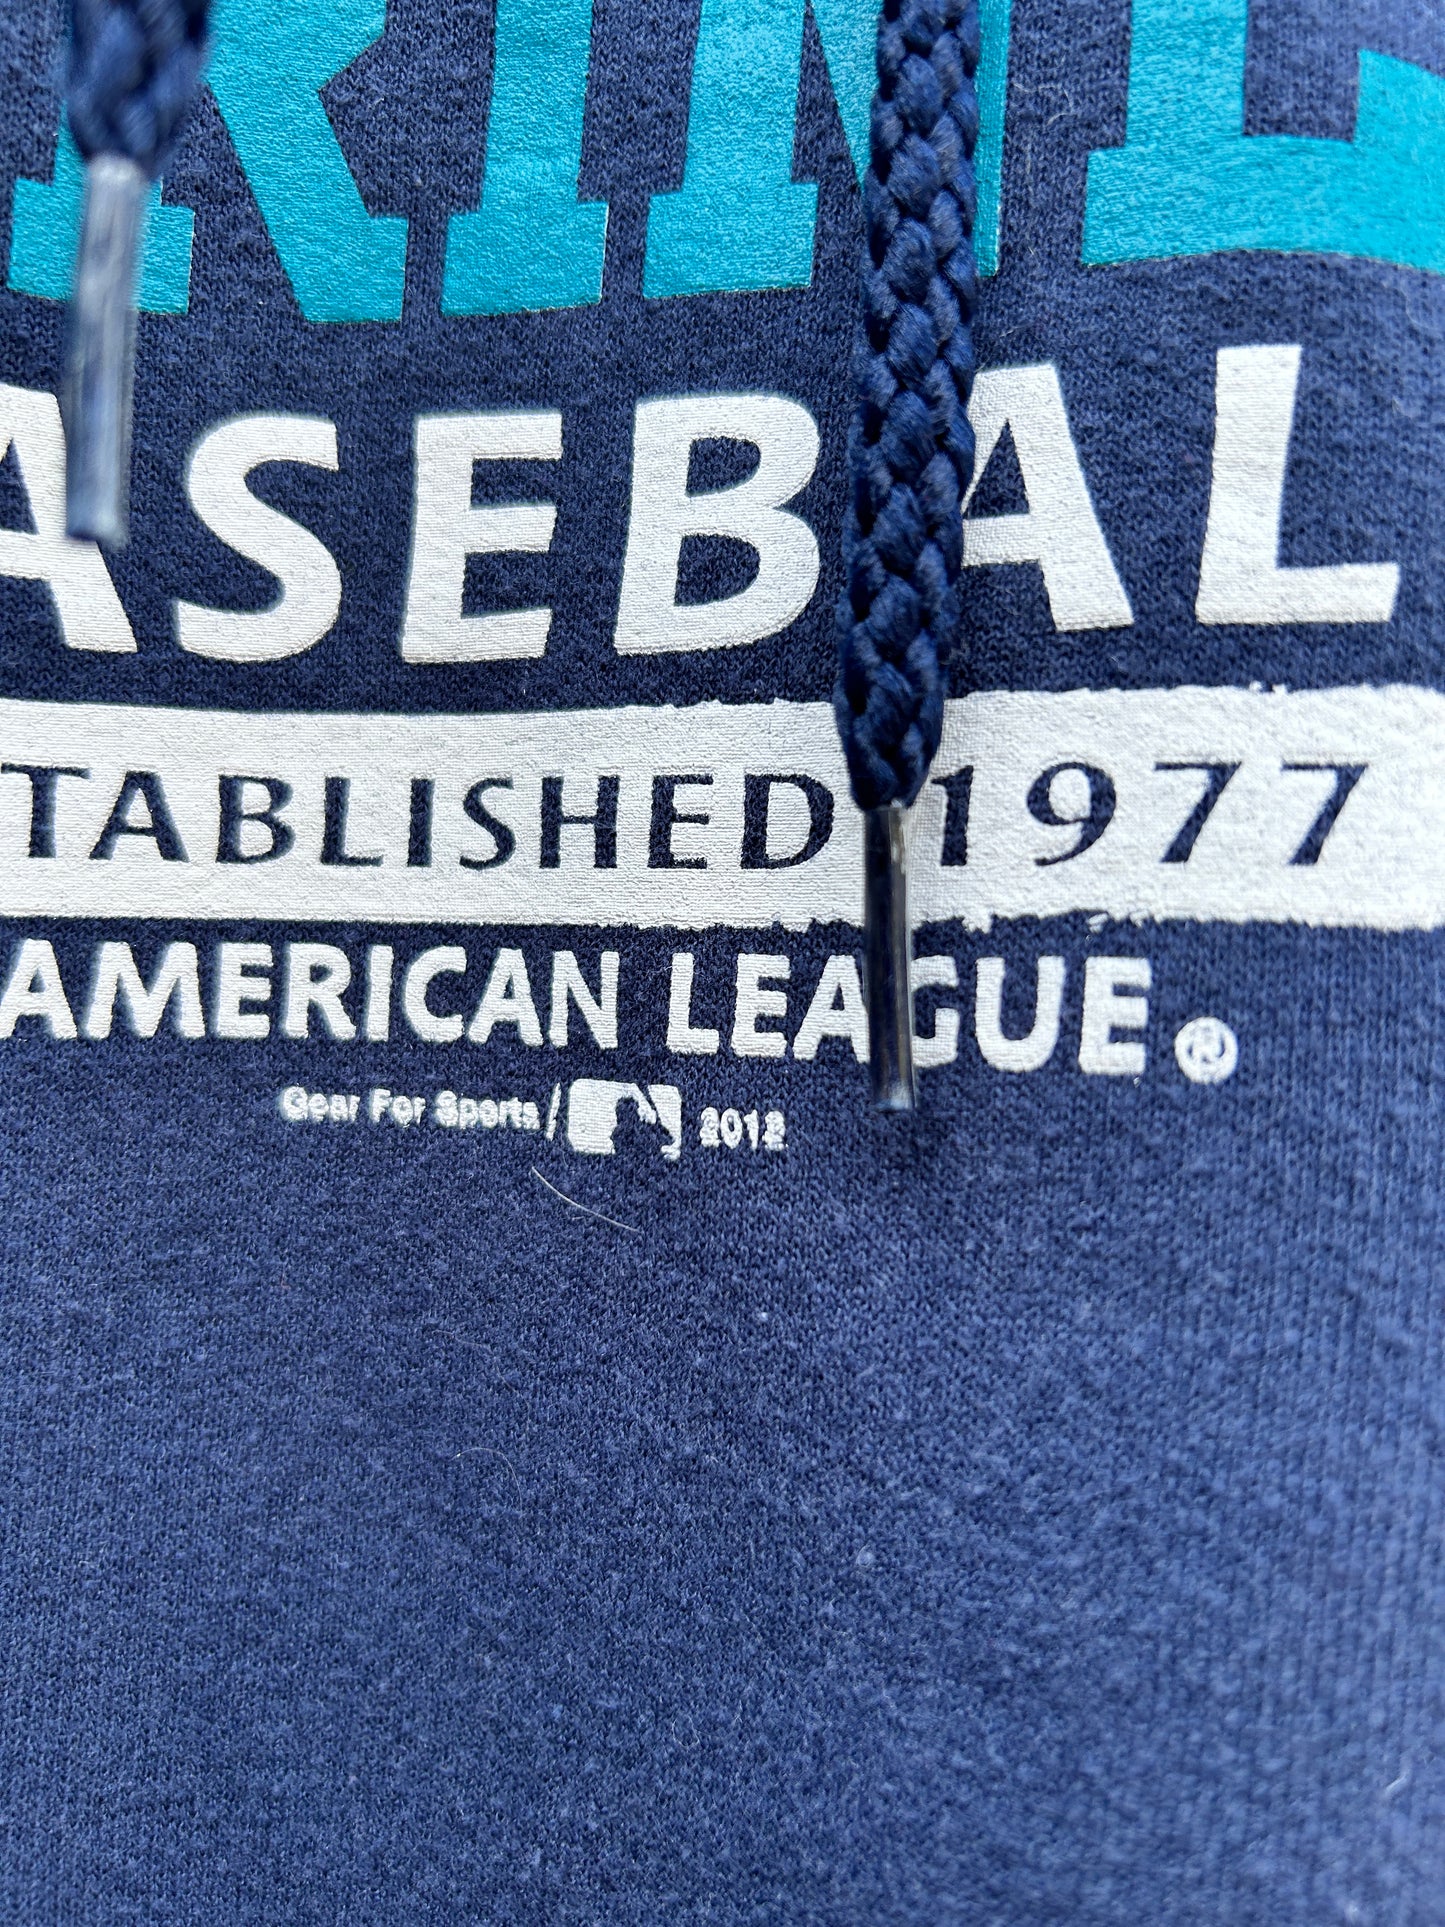 RINE
ASEBAL
TABLISHED 1977
AMERICAN LEAGUE ®
Gear For Sports / 2012